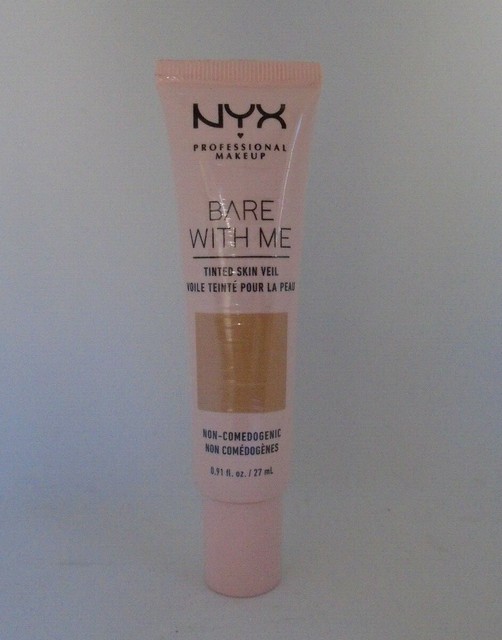 NYX
PROFESSIONAL
MAKEUP
BARE
WITH ME
TINTED SKIN VEIL
VOILE TEINTÉ POUR LA PEAU
NON-COMEDOGENIC
NON COMÉDOGÈNES
0.91 fl. oz. / 27 mL